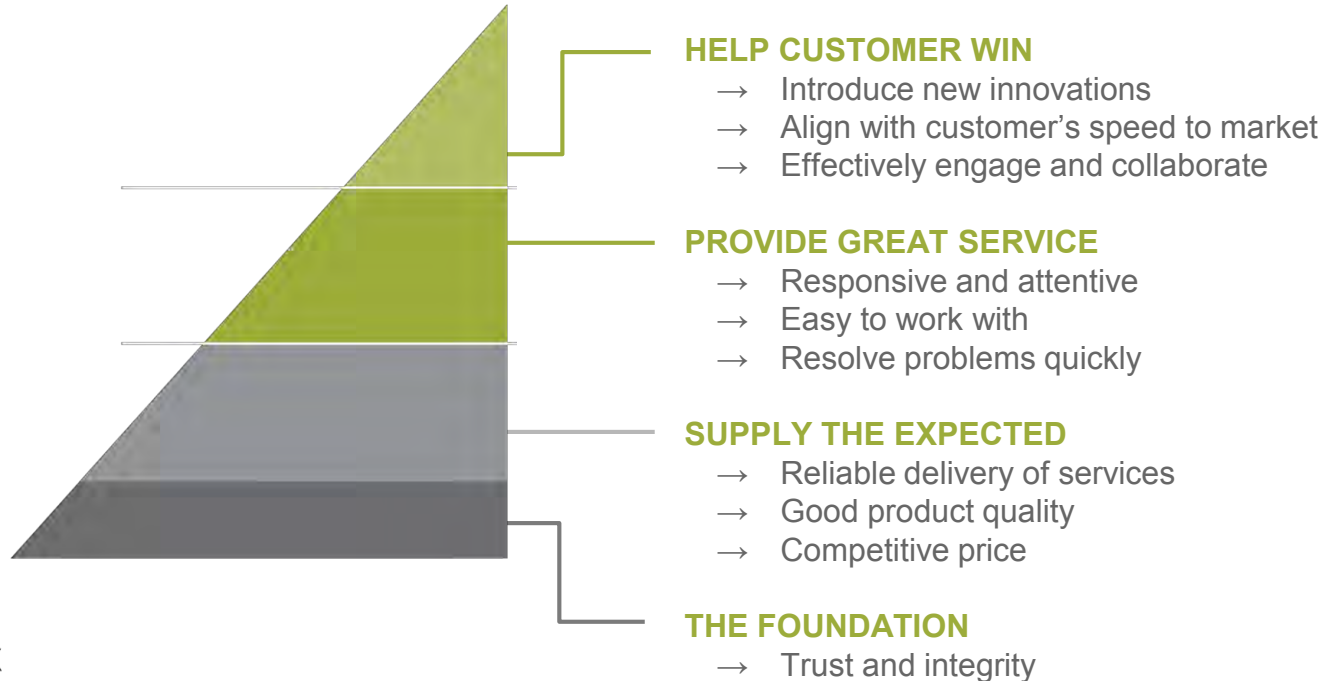 HELP CUSTOMER WIN
→ Introduce new innovations
→ Align with customer’s speed to market
→ Effectively engage and collaborate
PROVIDE GREAT SERVICE
→ Responsive and attentive
→ Easy to work with
→ Resolve problems quickly
SUPPLY THE EXPECTED
→ Reliable delivery of services
→ Good product quality
→ Competitive price
THE FOUNDATION
→ Trust and integrity